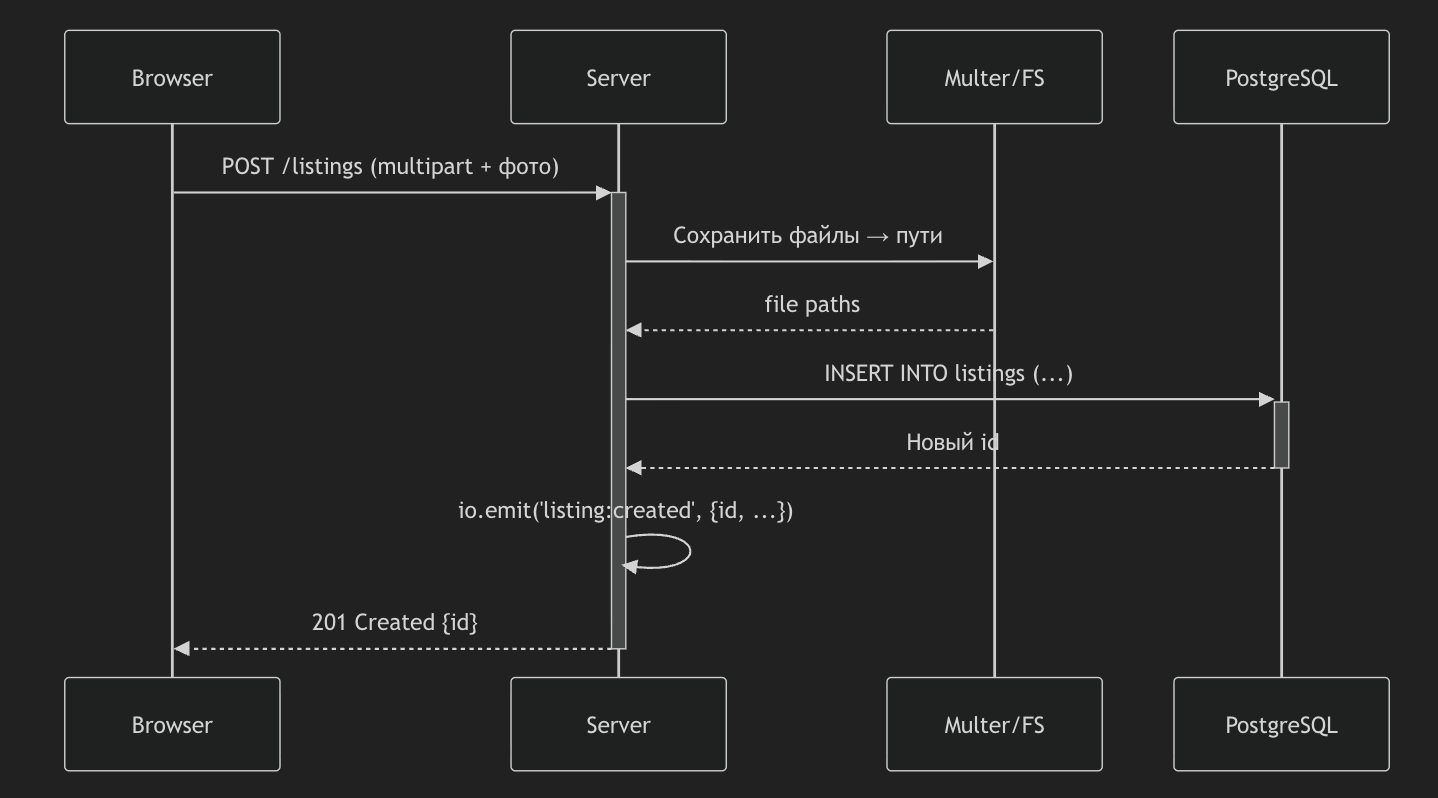 Browser
Server
Multer/FS
PostgreSQL
POST /listings (multipart + фото)
Сохранить файлы → пути
file paths
INSERT INTO listings (...)
Новый id
io.emit('listing:created', {id, ...})
201 Created {id}
Browser
Server
Multer/FS
PostgreSQL